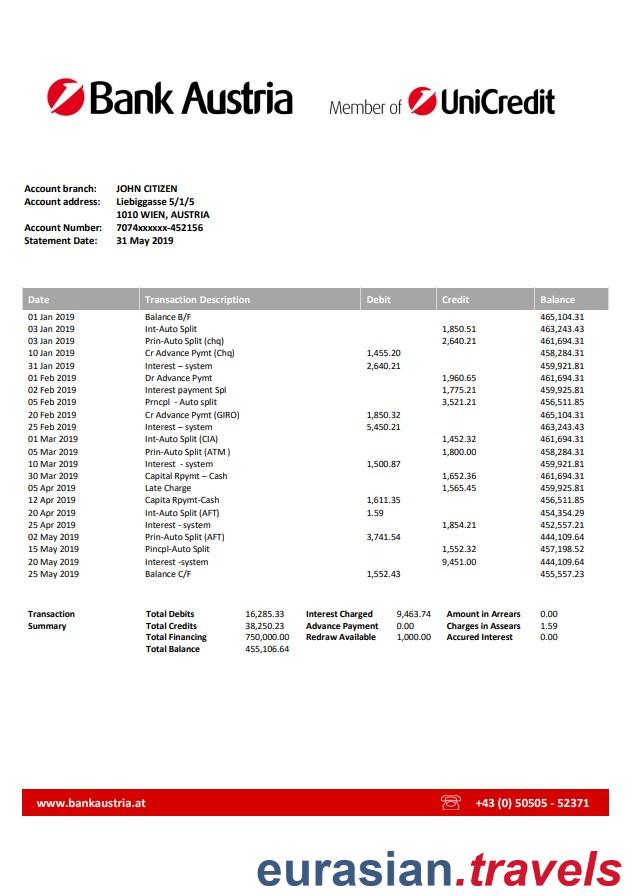 Bank Austria Member of UniCredit
Account branch: JOHN CITIZEN
Account address: Liebiggasse 5/1/5
1010 WIEN, AUSTRIA
Account Number: 7074xxxxxx-452156
Statement Date: 31 May 2019
Date Transaction Description Debit Credit Balance
01 Jan 2019 Balance B/F 465,104.31
03 Jan 2019 Int-Auto Split 1,850.51 463,243.43
03 Jan 2019 Prin-Auto Split (chq) 2,640.21 461,694.31
10 Jan 2019 Cr Advance Pymt (Chq) 1,455.20 458,284.31
31 Jan 2019 Interest – system 2,640.21 459,921.81
01 Feb 2019 Dr Advance Pymt 1,960.65 461,694.31
02 Feb 2019 Interest payment Spl 1,775.21 459,925.81
05 Feb 2019 Prncpl - Auto split 3,521.21 456,511.85
20 Feb 2019 Cr Advance Pymt (GIRO) 1,850.32 465,104.31
25 Feb 2019 Interest – system 5,450.21 463,243.43
01 Mar 2019 Int-Auto Split (CIA) 1,452.32 461,694.31
05 Mar 2019 Prin-Auto Split (ATM ) 1,800.00 458,284.31
10 Mar 2019 Interest - system 1,500.87 459,921.81
30 Mar 2019 Capital Rpymt – Cash 1,652.36 461,694.31
05 Apr 2019 Late Charge 1,565.45 459,925.81
12 Apr 2019 Capita Rpymt-Cash 1,611.35 456,511.85
20 Apr 2019 Int-Auto Split (AFT) 1.59 454,354.29
25 Apr 2019 Interest - system 1,854.21 452,557.21
02 May 2019 Prin-Auto Split (AFT) 3,741.54 444,109.64
15 May 2019 Pincpl-Auto Split 1,552.32 457,198.52
20 May 2019 Interest -system 9,451.00 444,109.64
25 May 2019 Balance C/F 1,552.43 455,557.23
Transaction Total Debits 16,285.33 Interest Charged 9,463.74 Amount in Arrears 0.00
Summary Total Credits 38,250.23 Advance Payment 0.00 Charges in Assears 1.59
Total Financing 750,000.00 Redraw Available 1,000.00 Accured Interest 0.00
Total Balance 455,106.64
www.bankaustria.at +43 (0) 50505 - 52371
eurasian.travels